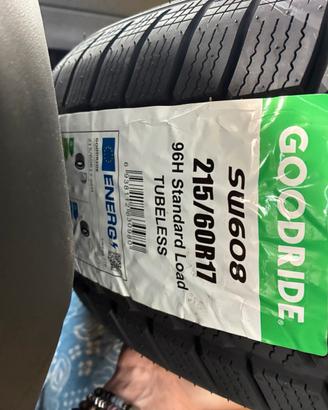 GOODRIDE
SW608
215/60R17
96H Standard Load
TUBELESS
ENERG